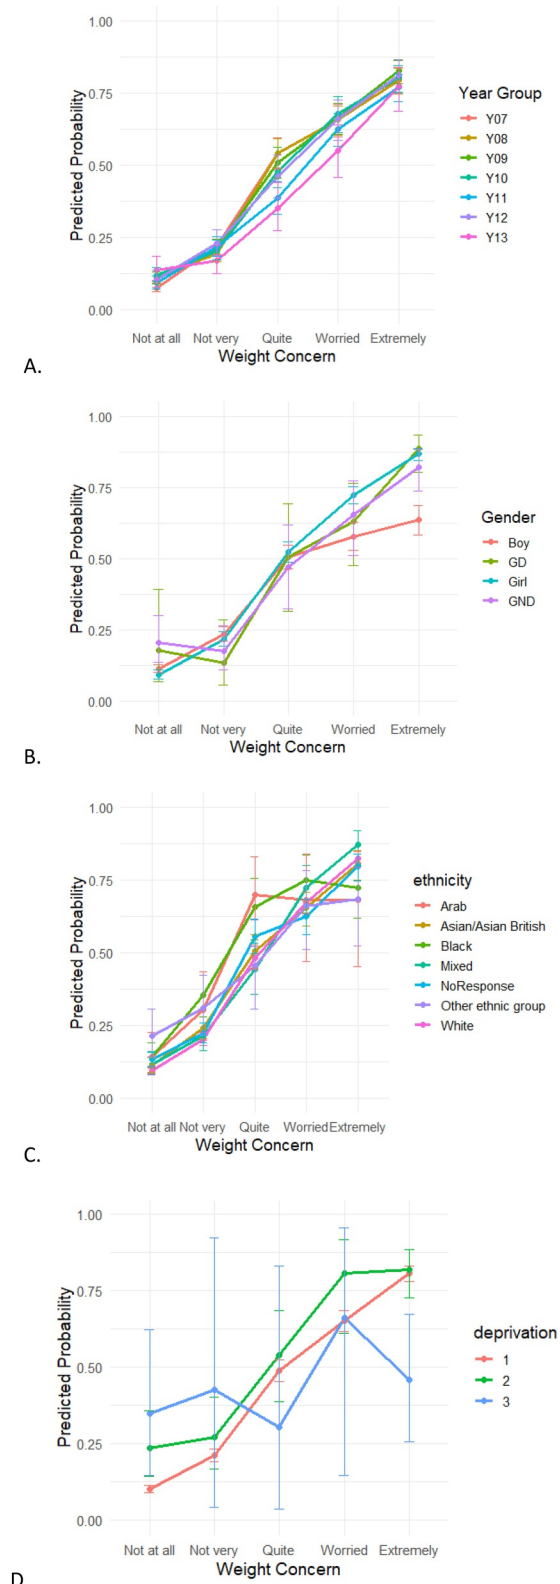 1.00
0.75
0.50
0.25
0.00
Predicted Probability
Not at all Not very Quite Worried Extremely
Weight Concern
Year Group
Y07
Y08
Y09
Y10
Y11
Y12
Y13
A.
1.00
0.75
0.50
0.25
0.00
Predicted Probability
Not at all Not very Quite Worried Extremely
Weight Concern
Gender
Boy
GD
Girl
GND
B.
1.00
0.75
0.50
0.25
0.00
Predicted Probability
Not at all Not very Quite Worried Extremely
Weight Concern
ethnicity
Arab
Asian/Asian British
Black
Mixed
NoResponse
Other ethnic group
White
C.
1.00
0.75
0.50
0.25
0.00
Predicted Probability
Not at all Not very Quite Worried Extremely
Weight Concern
deprivation
1
2
3
D